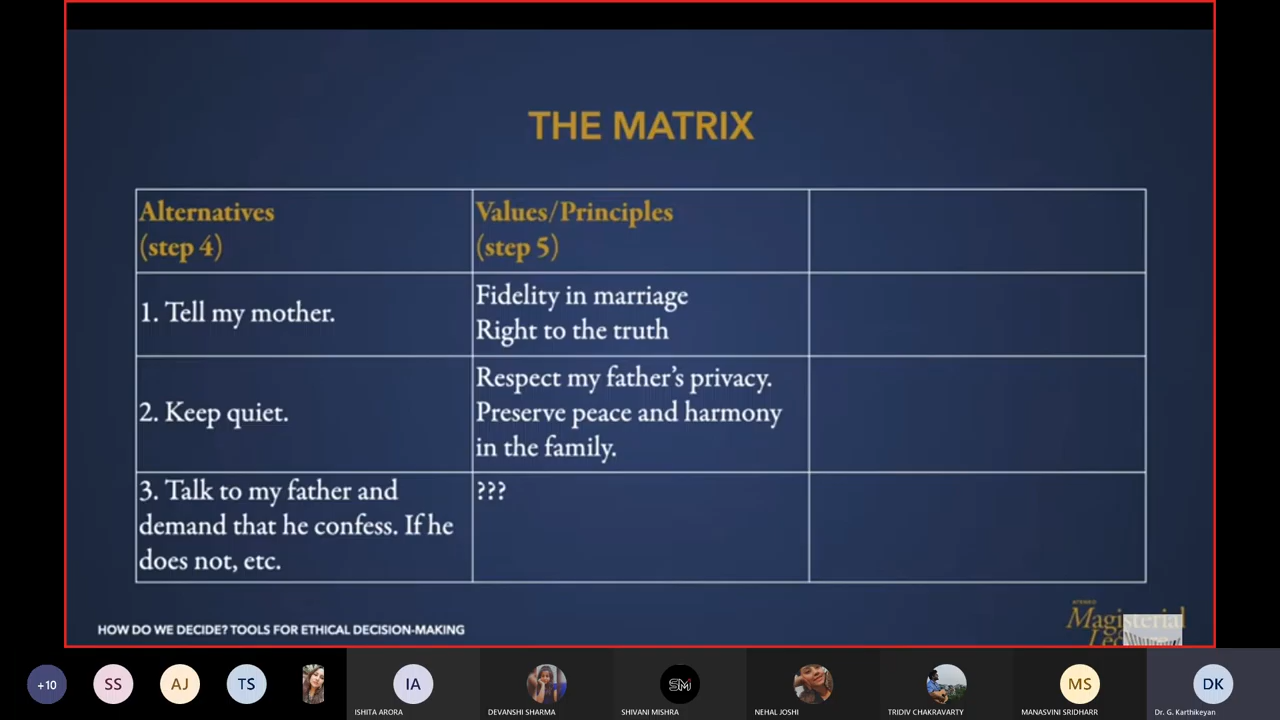 THE MATRIX
Alternatives
(step 4)
Values/Principles
(step 5)
1. Tell my mother.
Fidelity in marriage
Right to the truth
2. Keep quiet.
Respect my father's privacy.
Preserve peace and harmony
in the family.
3. Talk to my father and
demand that he confess. If he
does not, etc.
???
HOW DO WE DECIDE? TOOLS FOR ETHICAL DECISION-MAKING
Magisterial
+10
SS
AJ
TS
IA
SM
MS
DK
ISHITA ARORA
DEVANSHI SHARMA
SHIVANI MISHRA
NEHAL JOSHI
TRIDIV CHAKRAVARTY
MANASVINI SRIDHARR
Dr. G. Karthikeyan